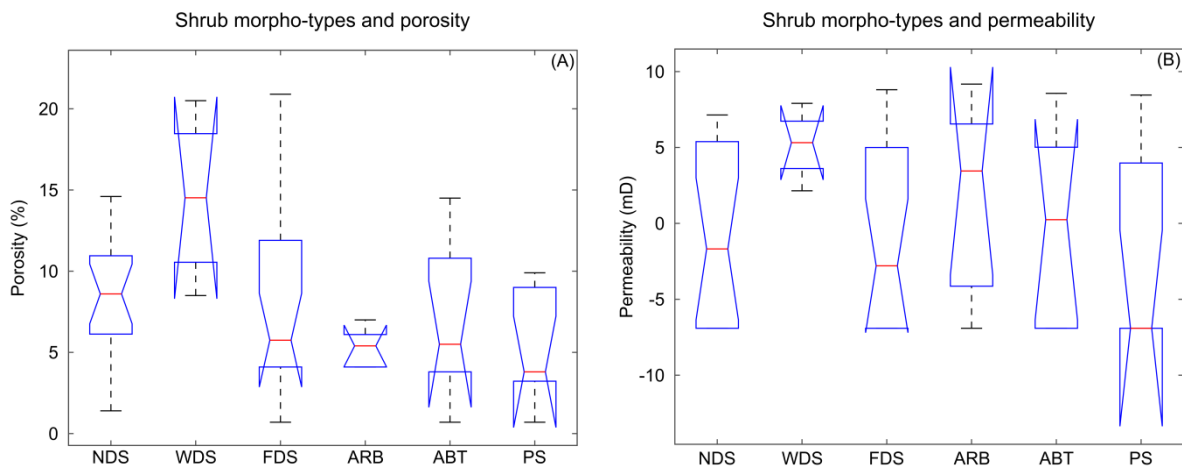 Shrub morpho-types and porosity
(A)
20
15
10
5
0
Porosity (%)
NDS WDS FDS ARB ABT PS
Shrub morpho-types and permeability
(B)
10
5
0
-5
-10
Permeability (mD)
NDS WDS FDS ARB ABT PS